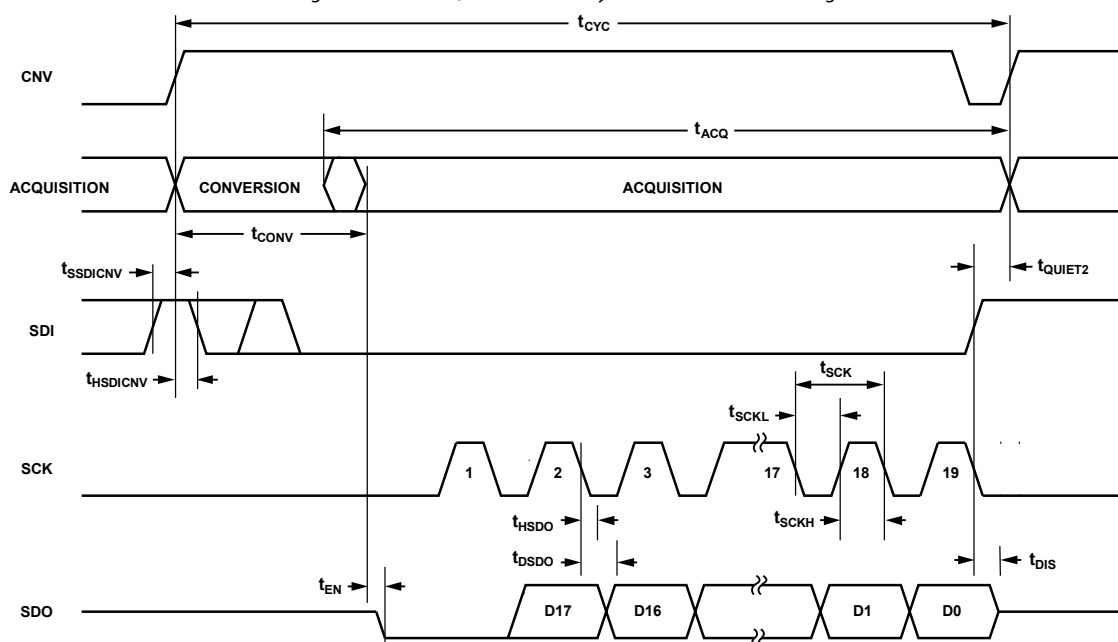 tCYC
CNV
tACQ
ACQUISITION
CONVERSION
ACQUISITION
tCONV
tSSDICNV
tQUIET2
SDI
tHSDICNV
tSCK
tSCKL
SCK
1
2
3
17
18
19
tHSDO
tSCKH
tDSDO
tDIS
tEN
SDO
D17
D16
D1
D0